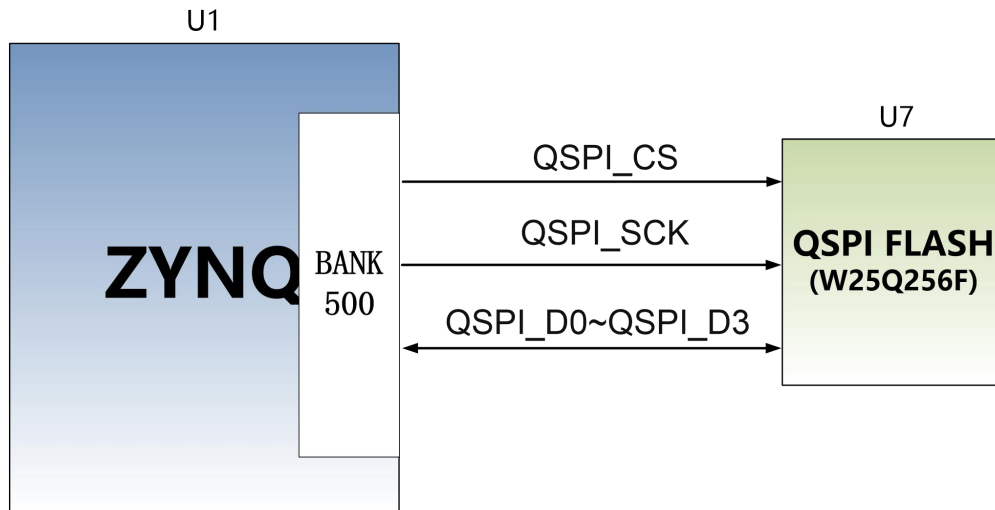 U1
U7
QSPI_CS
QSPI_SCK
ZYNQ
BANK
500
QSPI FLASH
(W25Q256F)
QSPI_D0~QSPI_D3